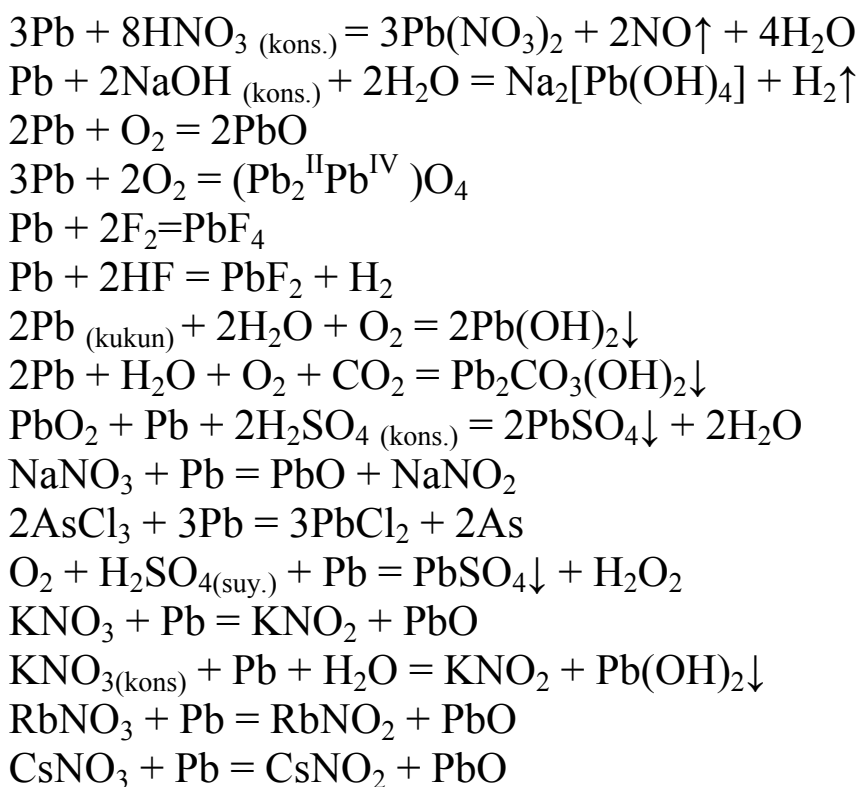 3Pb + 8HNO₃ (kons.) = 3Pb(NO₃)₂ + 2NO↑ + 4H₂O
Pb + 2NaOH (kons.) + 2H₂O = Na₂[Pb(OH)₄] + H₂↑
2Pb + O₂ = 2PbO
3Pb + 2O₂ = (Pb₂ᴵᴵPbᴵⱽ )O₄
Pb + 2F₂=PbF₄
Pb + 2HF = PbF₂ + H₂
2Pb (kukun) + 2H₂O + O₂ = 2Pb(OH)₂↓
2Pb + H₂O + O₂ + CO₂ = Pb₂CO₃(OH)₂↓
PbO₂ + Pb + 2H₂SO₄ (kons.) = 2PbSO₄↓ + 2H₂O
NaNO₃ + Pb = PbO + NaNO₂
2AsCl₃ + 3Pb = 3PbCl₂ + 2As
O₂ + H₂SO₄(suy.) + Pb = PbSO₄↓ + H₂O₂
KNO₃ + Pb = KNO₂ + PbO
KNO₃(kons) + Pb + H₂O = KNO₂ + Pb(OH)₂↓
RbNO₃ + Pb = RbNO₂ + PbO
CsNO₃ + Pb = CsNO₂ + PbO